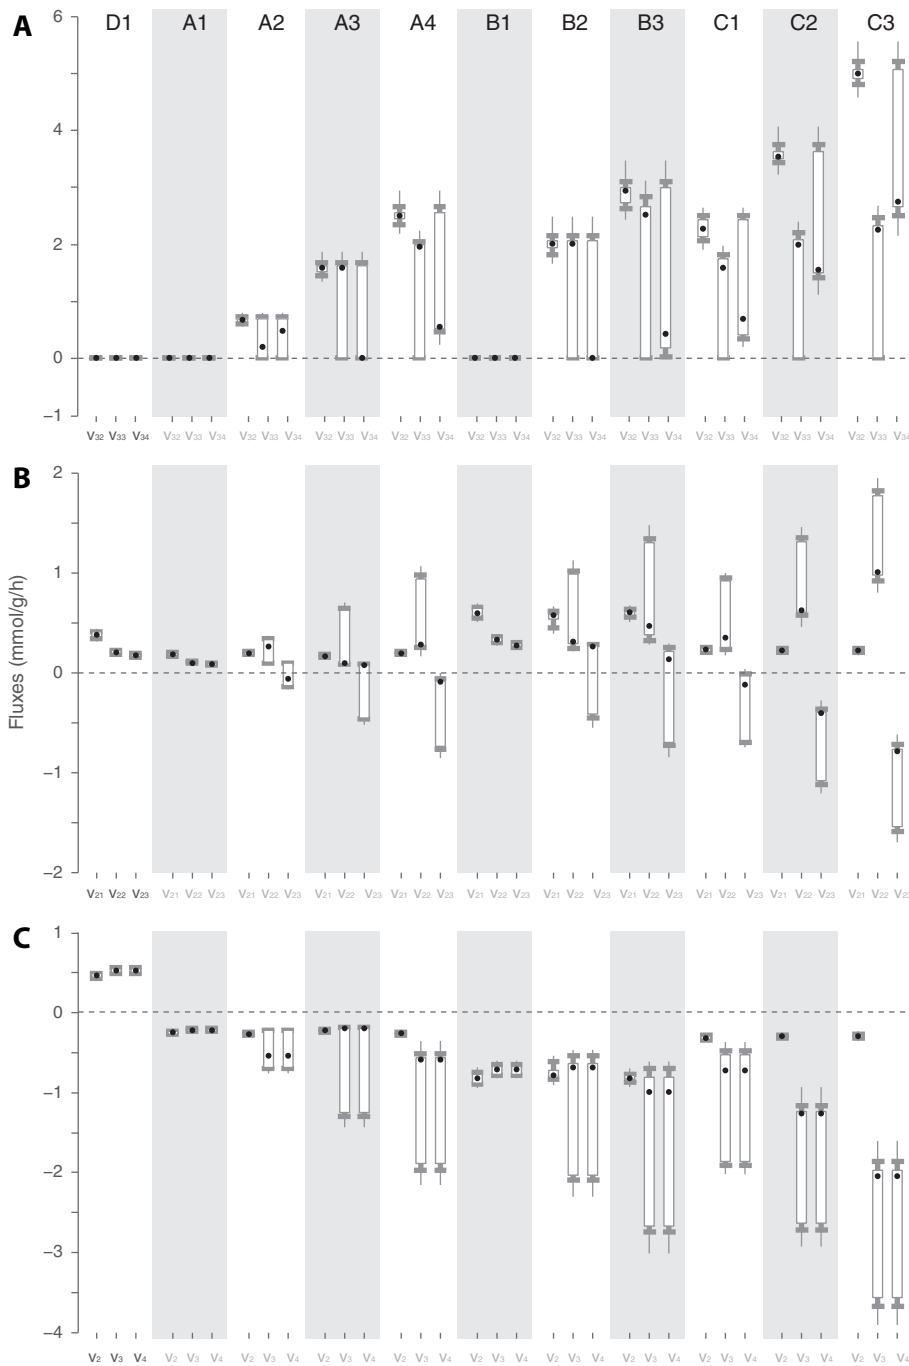 A
D1 A1 A2 A3 A4 B1 B2 B3 C1 C2 C3
6
4
2
0
−1
V32 V33 V34 V32 V33 V34 V32 V33 V34 V32 V33 V34 V32 V33 V34 V32 V33 V34 V32 V33 V34 V32 V33 V34 V32 V33 V34 V32 V33 V34 V32 V33 V34
B
Fluxes (mmol/g/h)
2
1
0
−1
−2
V21 V22 V23 V21 V22 V23 V21 V22 V23 V21 V22 V23 V21 V22 V23 V21 V22 V23 V21 V22 V23 V21 V22 V23 V21 V22 V23 V21 V22 V23 V21 V22 V23
C
1
0
−1
−2
−3
−4
V2 V3 V4 V2 V3 V4 V2 V3 V4 V2 V3 V4 V2 V3 V4 V2 V3 V4 V2 V3 V4 V2 V3 V4 V2 V3 V4 V2 V3 V4 V2 V3 V4